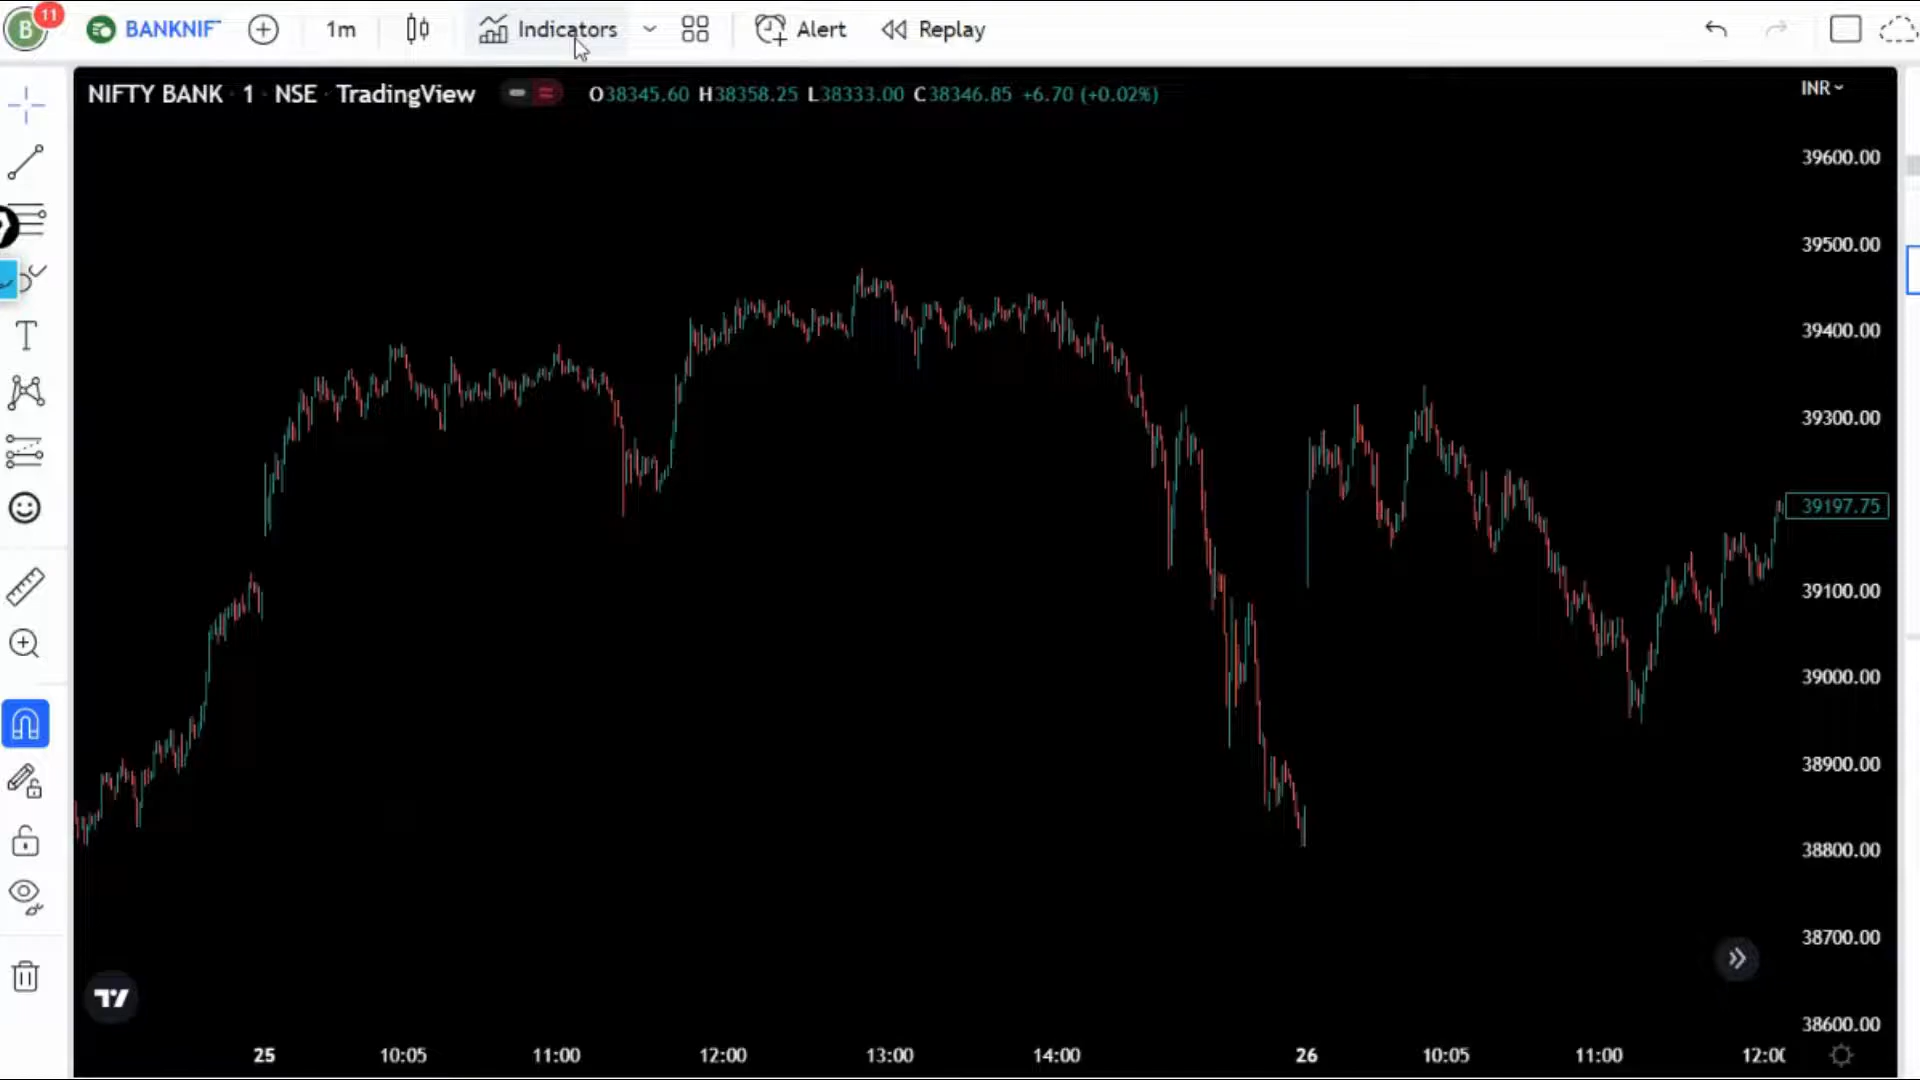 B 11 BANKNIF 1m Indicators Alert Replay
NIFTY BANK · 1 · NSE · TradingView O38345.60 H38358.25 L38333.00 C38346.85 +6.70 (+0.02%)
INR
39600.00
39500.00
39400.00
39300.00
39197.75
39100.00
39000.00
38900.00
38800.00
38700.00
38600.00
T
25 10:05 11:00 12:00 13:00 14:00 26 10:05 11:00